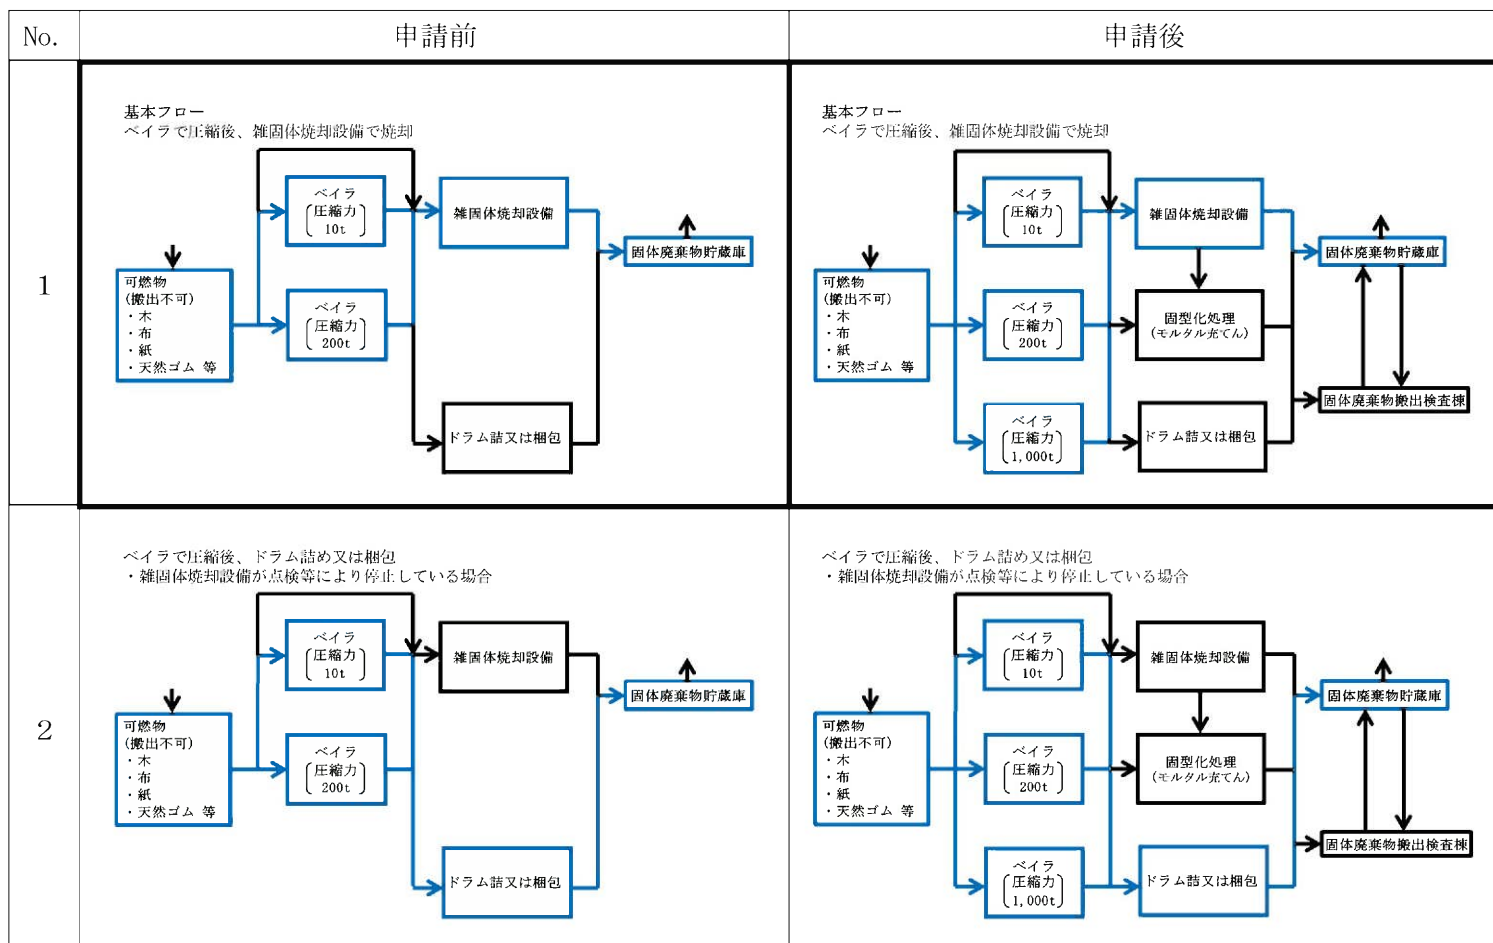 No.
申請前
申請後
1
基本フロー
ベイラで圧縮後、雑固体焼却設備で焼却
ベイラ
圧縮力
10t
雑固体焼却設備
固体廃棄物貯蔵庫
可燃物
(搬出不可)
・木
・布
・紙
・天然ゴム 等
ベイラ
圧縮力
200t
ドラム詰又は梱包
基本フロー
ベイラで圧縮後、雑固体焼却設備で焼却
ベイラ
圧縮力
10t
雑固体焼却設備
固体廃棄物貯蔵庫
可燃物
(搬出不可)
・木
・布
・紙
・天然ゴム 等
ベイラ
圧縮力
200t
固型化処理
(モルタル充てん)
固体廃棄物搬出検査棟
ベイラ
圧縮力
1,000t
ドラム詰又は梱包
2
ベイラで圧縮後、ドラム詰め又は梱包
・雑固体焼却設備が点検等により停止している場合
ベイラ
圧縮力
10t
雑固体焼却設備
固体廃棄物貯蔵庫
可燃物
(搬出不可)
・木
・布
・紙
・天然ゴム 等
ベイラ
圧縮力
200t
ドラム詰又は梱包
ベイラで圧縮後、ドラム詰め又は梱包
・雑固体焼却設備が点検等により停止している場合
ベイラ
圧縮力
10t
雑固体焼却設備
固体廃棄物貯蔵庫
可燃物
(搬出不可)
・木
・布
・紙
・天然ゴム 等
ベイラ
圧縮力
200t
固型化処理
(モルタル充てん)
固体廃棄物搬出検査棟
ベイラ
圧縮力
1,000t
ドラム詰又は梱包